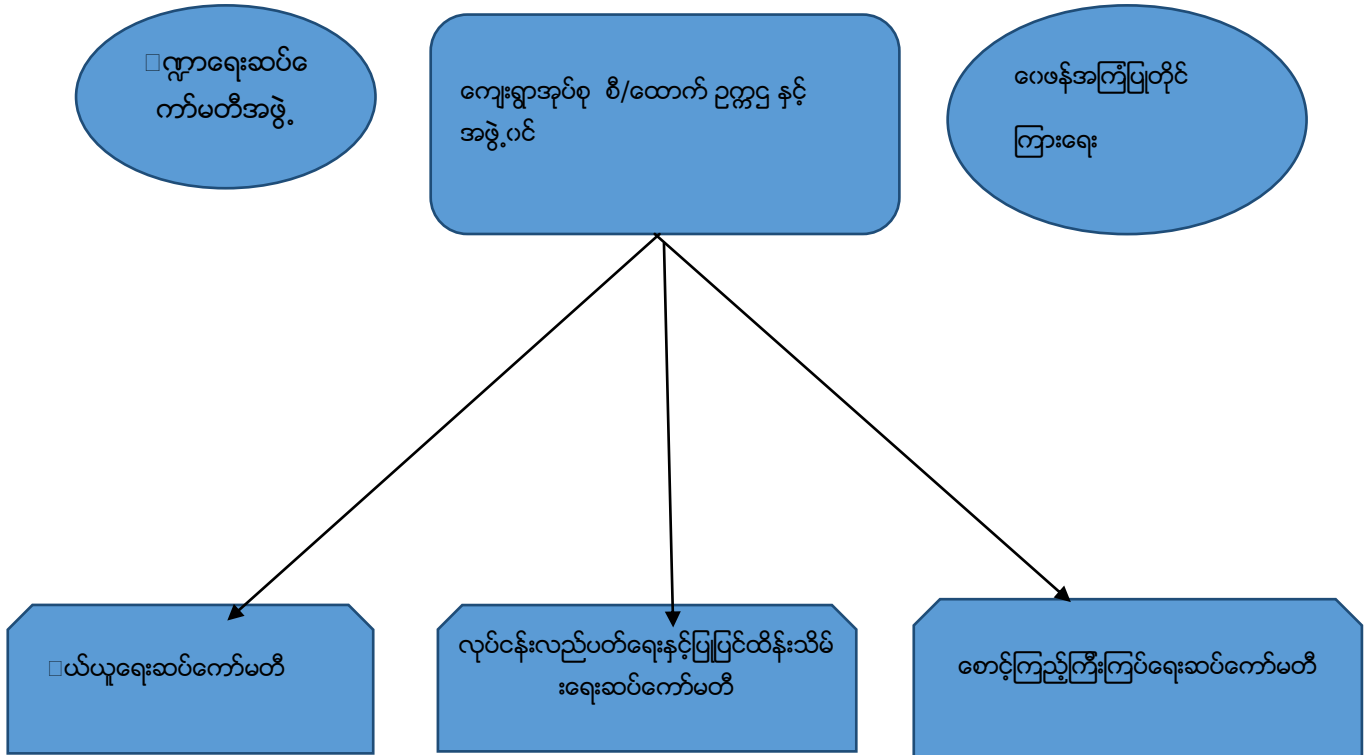 □ဏ္ဍာရေးဆပ်ေ
ကာ်မတီအဖွဲ့
ကျေးရွာအုပ်စု စီ/ထောက် ဥက္ကဌ နှင့်
အဖွဲ့ဝင်
ဝေဖန်အကြံပြုတိုင်
ကြားရေး
□ယ်ယူရေးဆပ်ကော်မတီ
လုပ်ငန်းလည်ပတ်ရေးနှင့်ပြုပြင်ထိန်းသိမ်
းရေးဆပ်ကော်မတီ
စောင့်ကြည့်ကြီးကြပ်ရေးဆပ်ကော်မတီ